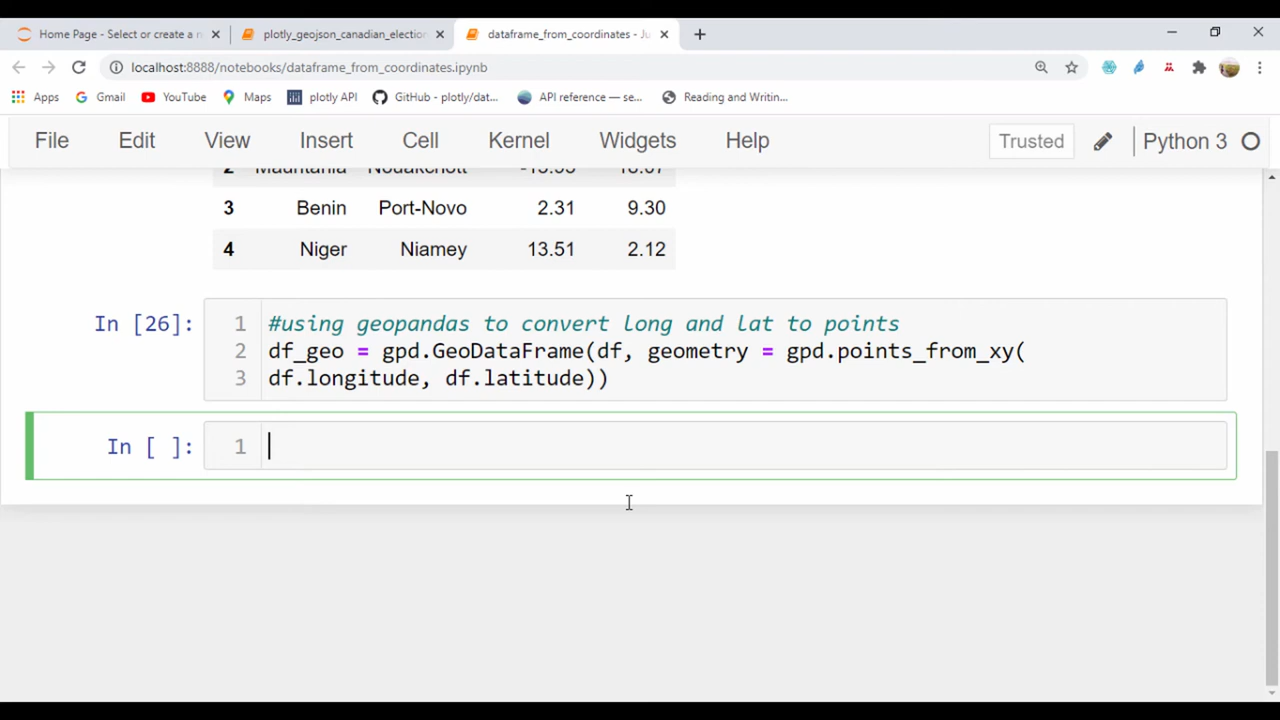 Home Page - Select or create a n
plotly_geojson_canadian_election
dataframe_from_coordinates - Ju
localhost:8888/notebooks/dataframe_from_coordinates.ipynb
Apps Gmail YouTube Maps plotly API GitHub - plotly/dat... API reference — se... Reading and Writin...
File Edit View Insert Cell Kernel Widgets Help Trusted Python 3
2 Mauritania Nouakchott
3 Benin Port-Novo 2.31 9.30
4 Niger Niamey 13.51 2.12
In [26]:
1 #using geopandas to convert long and lat to points
2 df_geo = gpd.GeoDataFrame(df, geometry = gpd.points_from_xy(
3 df.longitude, df.latitude))
In [ ]: 1